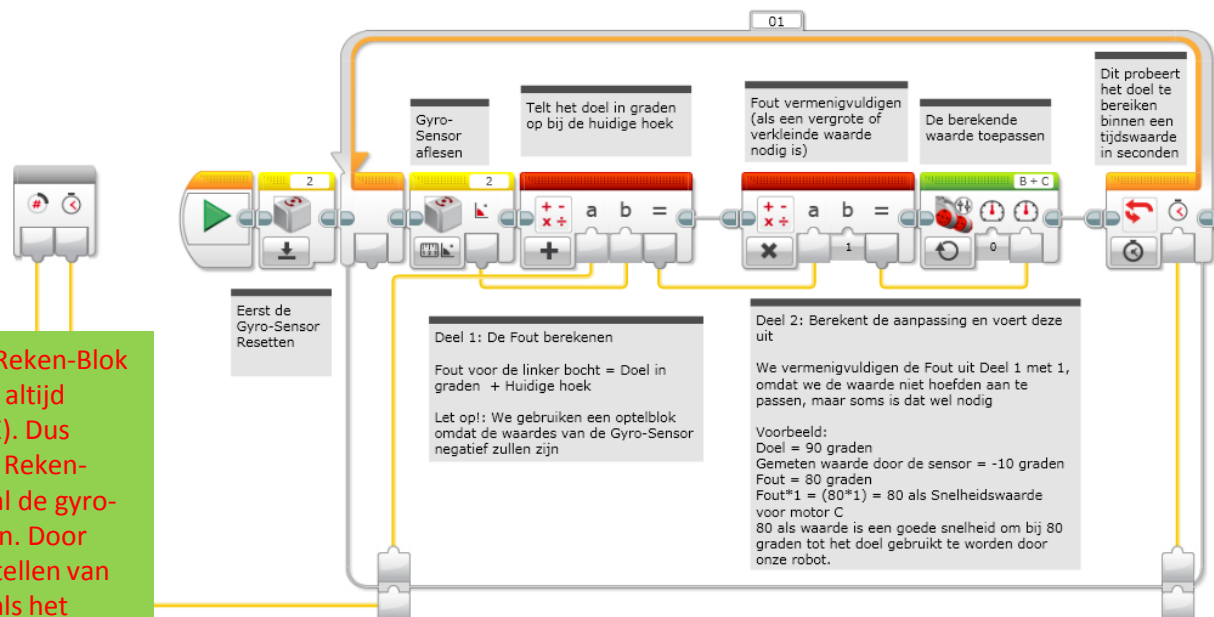 01
Dit probeert
het doel te
bereiken
binnen een
tijdswaarde
in seconden
Gyro-
Sensor
aflesen
Telt het doel in graden
op bij de huidige hoek
Fout vermenigvuldigen
(als een vergrote of
verkleinde waarde
nodig is)
De berekende
waarde toepassen
#
2
2
a b =
a b =
1
B + C
0
Eerst de
Gyro-Sensor
Resetten
Deel 1: De Fout berekenen
Fout voor de linker bocht = Doel in
graden + Huidige hoek
Let op!: We gebruiken een optelblok
omdat de waardes van de Gyro-Sensor
negatief zullen zijn
Deel 2: Berekent de aanpassing en voert deze
uit
We vermenigvuldigen de Fout uit Deel 1 met 1,
omdat we de waarde niet hoefden aan te
passen, maar soms is dat wel nodig
Voorbeeld:
Doel = 90 graden
Gemeten waarde door de sensor = -10 graden
Fout = 80 graden
Fout*1 = (80*1) = 80 als Snelheidswaarde
voor motor C
80 als waarde is een goede snelheid om bij 80
graden tot het doel gebruikt te worden door
onze robot.
Reken-Blok
altijd
). Dus
Reken-
al de gyro-
n. Door
tellen van
als het